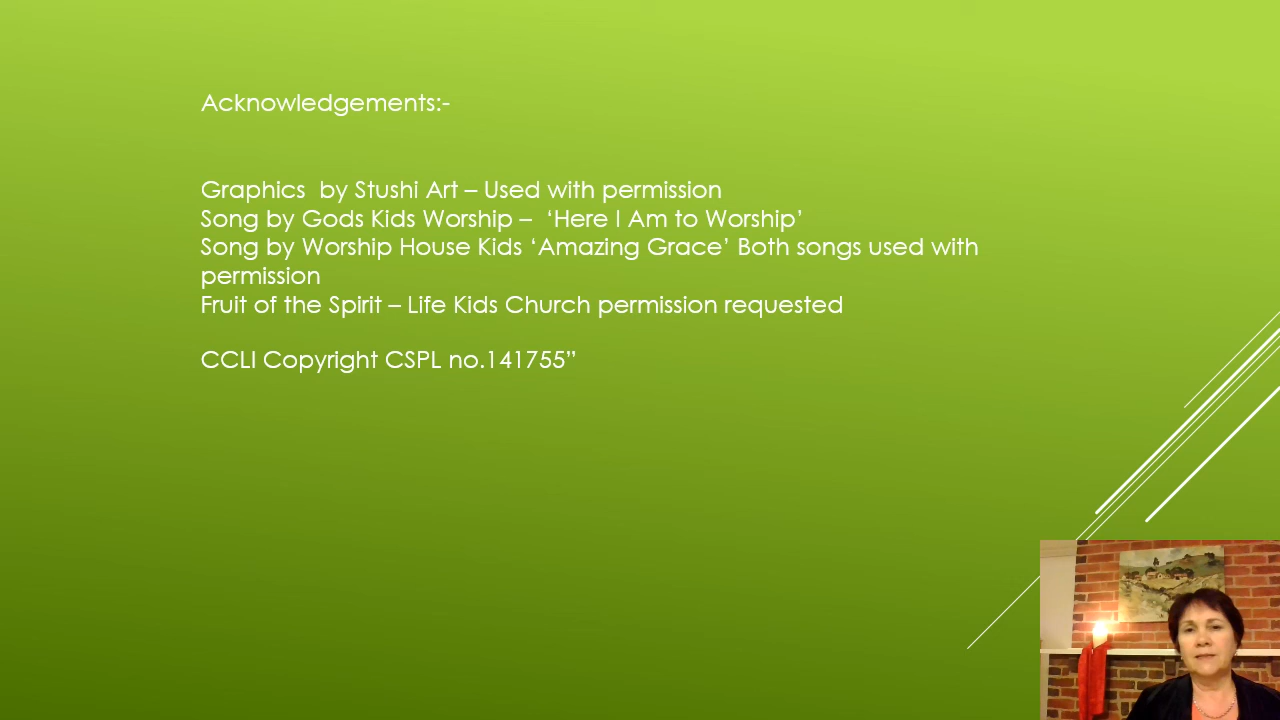 Acknowledgements:-
Graphics  by Stushi Art – Used with permission
Song by Gods Kids Worship –  ‘Here I Am to Worship’
Song by Worship House Kids ‘Amazing Grace’ Both songs used with
permission
Fruit of the Spirit – Life Kids Church permission requested
CCLI Copyright CSPL no.141755”